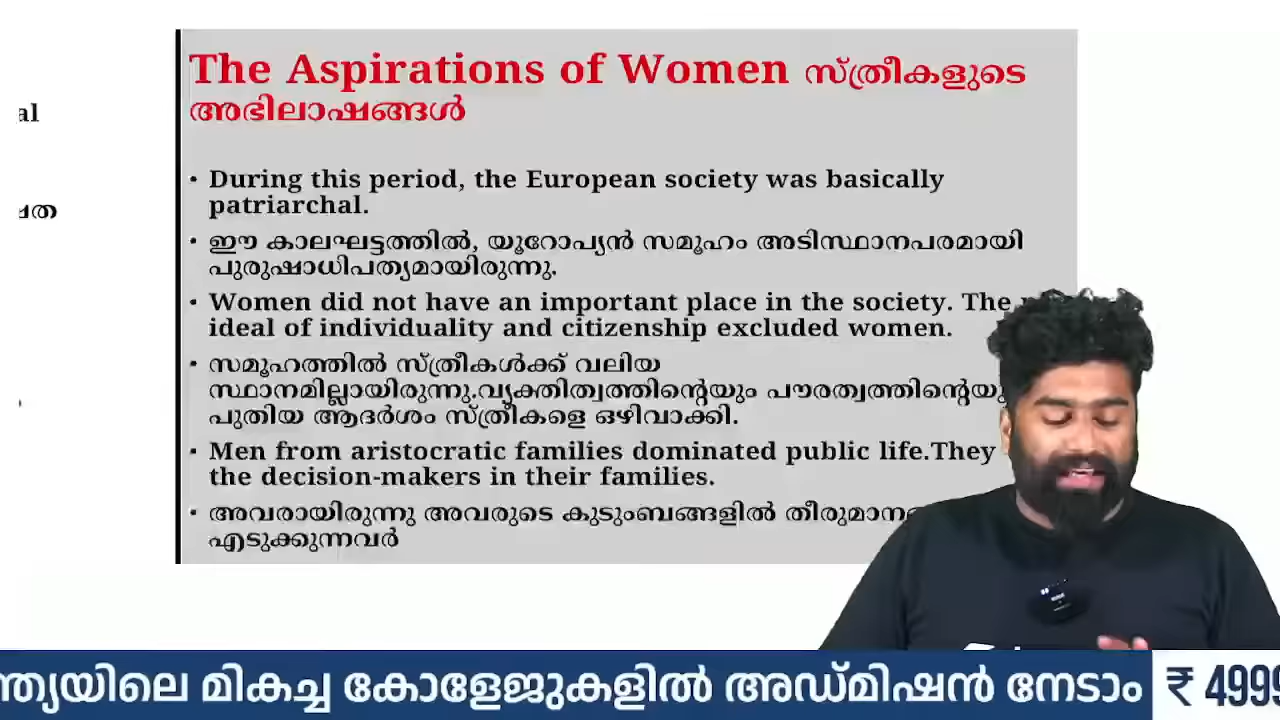 The Aspirations of Women സ്ത്രീകളുടെ
അഭിലാഷങ്ങൾ
al
• During this period, the European society was basically
patriarchal.
• ഈ കാലഘട്ടത്തിൽ, യൂറോപ്യൻ സമൂഹം അടിസ്ഥാനപരമായി
പുരുഷാധിപത്യമായിരുന്നു.
• Women did not have an important place in the society. The
ideal of individuality and citizenship excluded women.
• സമൂഹത്തിൽ സ്ത്രീകൾക്ക് വലിയ
സ്ഥാനമില്ലായിരുന്നു.വ്യക്തിത്വത്തിന്റെയും
പുതിയ ആദർശം സ്ത്രീകളെ ഒഴിവാക്കി.
• Men from aristocratic families dominated public life.They
the decision-makers in their families.
• അവരായിരുന്നു അവരുടെ കുടുംബങ്ങളിൽ
എടുക്കുന്നവർ
ന്ത്യയിലെ മികച്ച കോളേജുകളിൽ അഡ്മിഷൻ നേടാം ₹ 4999